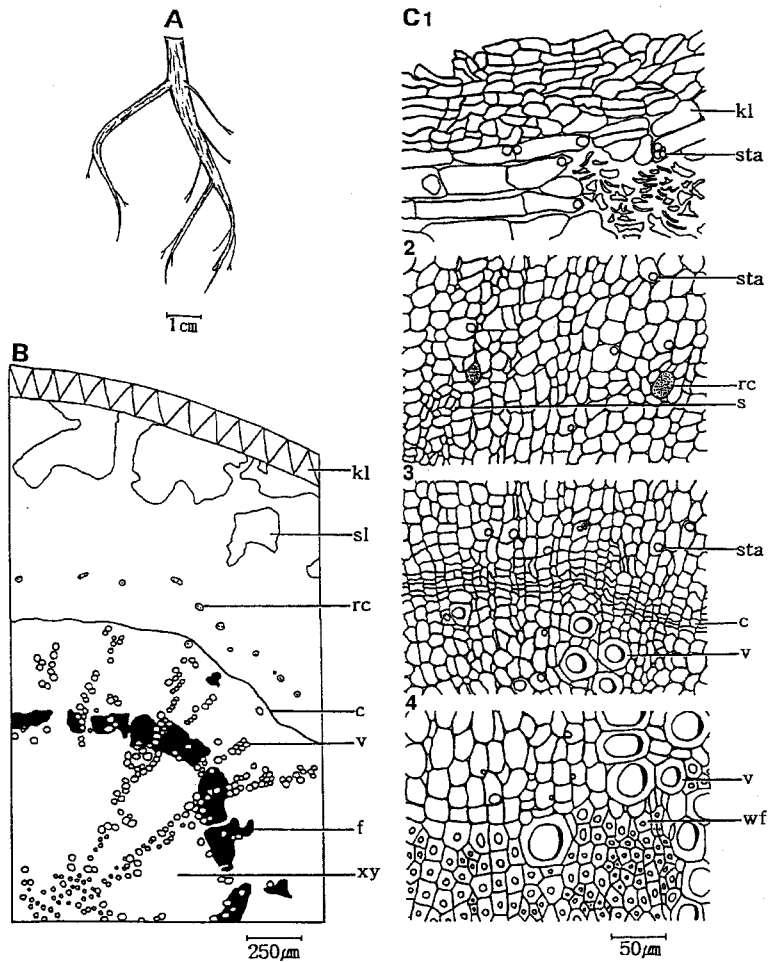 A
1cm
B
kl
sl
rc
c
v
f
xy
250μm
C1
kl
sta
2
sta
rc
s
3
sta
c
v
4
v
wf
50μm